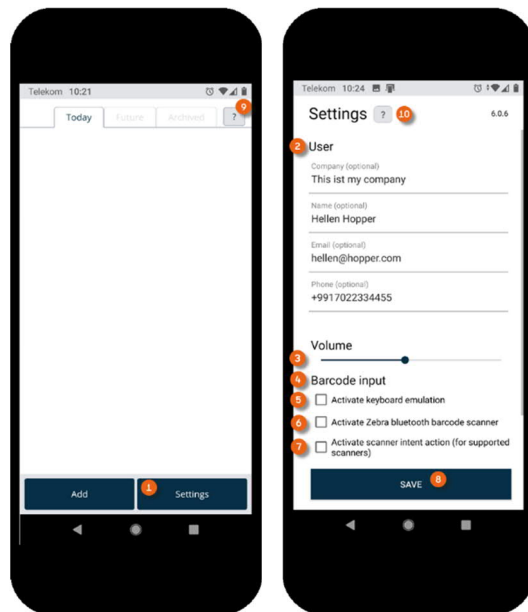 Telekom 10:21
9
Today Future Archived ?
Add 1 Settings
Telekom 10:24
Settings ? 10 6.0.6
2 User
Company (optional)
This ist my company
Name (optional)
Hellen Hopper
Email (optional)
hellen@hopper.com
Phone (optional)
+9917022334455
Volume
3
4 Barcode input
5 Activate keyboard emulation
6 Activate Zebra bluetooth barcode scanner
7 Activate scanner intent action (for supported
scanners)
SAVE 8